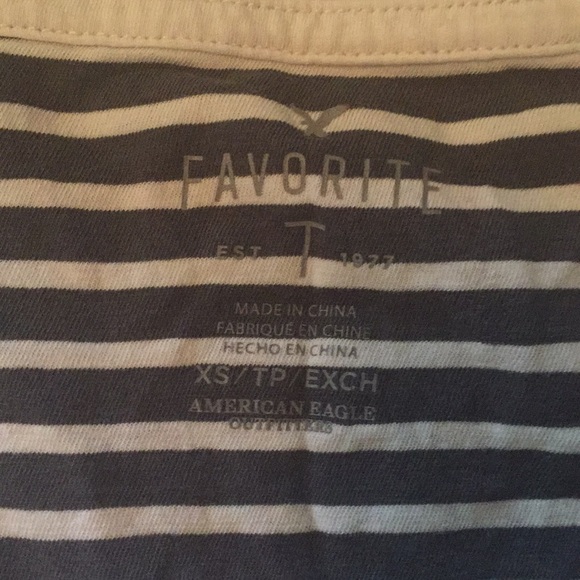 FAVORITE
T
EST 1977
MADE IN CHINA
FABRIQUÉ EN CHINE
HECHO EN CHINA
XS/TP/EXCH
AMERICAN EAGLE
OUTFITTERS